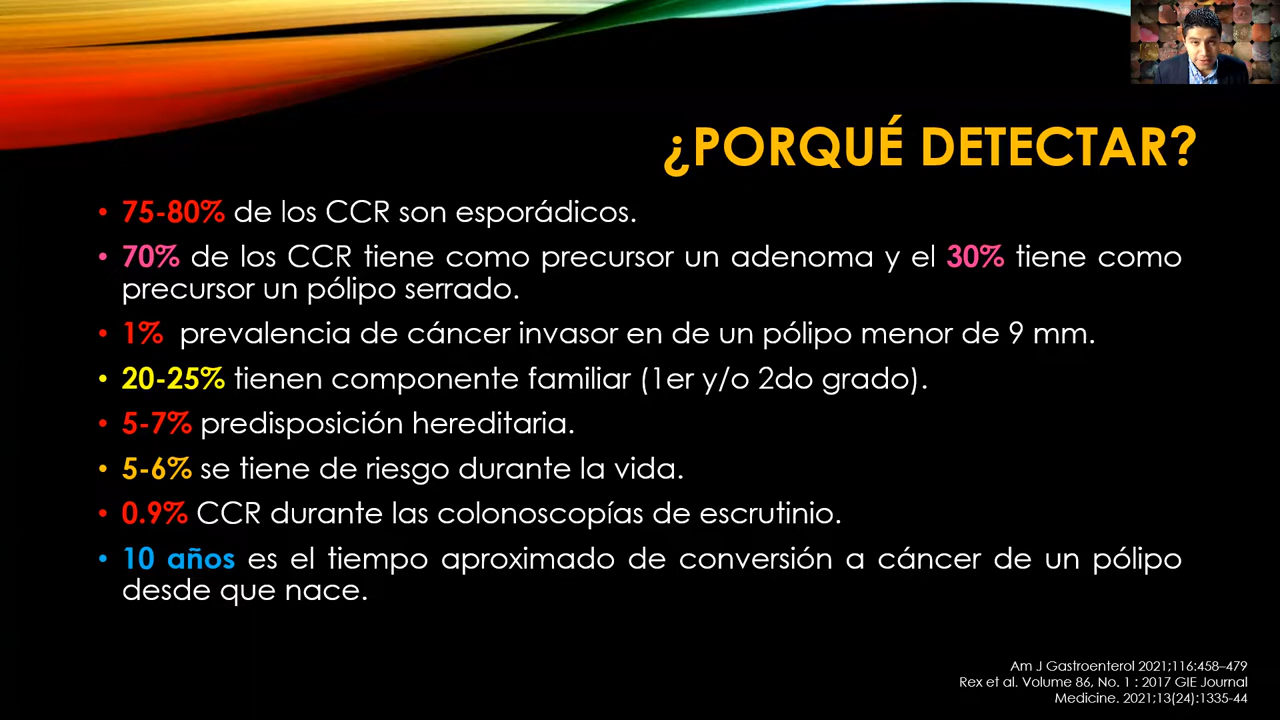 ¿PORQUÉ DETECTAR?
• 75-80% de los CCR son esporádicos.
• 70% de los CCR tiene como precursor un adenoma y el 30% tiene como
precursor un pólipo serrado.
• 1% prevalencia de cáncer invasor en de un pólipo menor de 9 mm.
• 20-25% tienen componente familiar (1er y/o 2do grado).
• 5-7% predisposición hereditaria.
• 5-6% se tiene de riesgo durante la vida.
• 0.9% CCR durante las colonoscopías de escrutinio.
• 10 años es el tiempo aproximado de conversión a cáncer de un pólipo
desde que nace.
Am J Gastroenterol 2021;116:458–479
Rex et al. Volume 86, No. 1 : 2017 GIE Journal
Medicine. 2021;13(24):1335-44